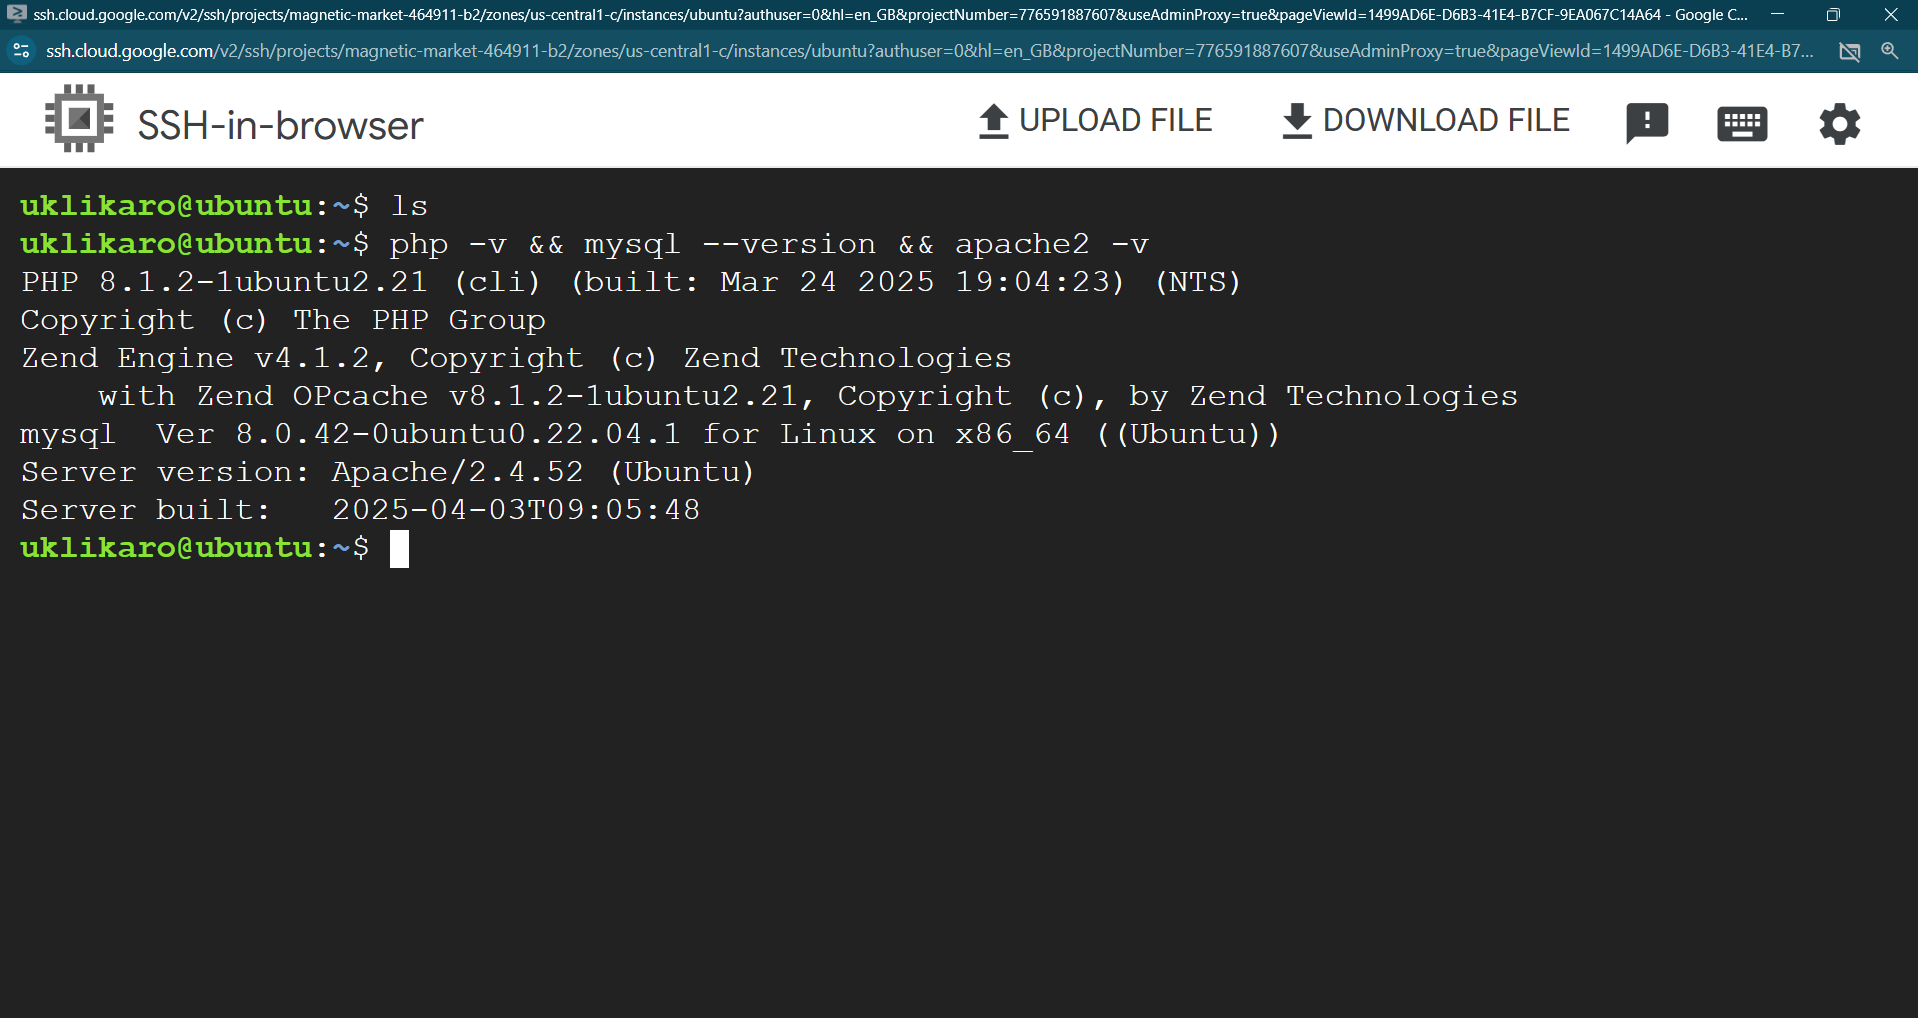 ssh.cloud.google.com/v2/ssh/projects/magnetic-market-464911-b2/zones/us-central1-c/instances/ubuntu?authuser=0&hl=en_GB&projectNumber=776591887607&useAdminProxy=true&pageViewId=1499AD6E-D6B3-41E4-B7CF-9EA067C14A64 - Google C...
ssh.cloud.google.com/v2/ssh/projects/magnetic-market-464911-b2/zones/us-central1-c/instances/ubuntu?authuser=0&hl=en_GB&projectNumber=776591887607&useAdminProxy=true&pageViewId=1499AD6E-D6B3-41E4-B7...
SSH-in-browser UPLOAD FILE DOWNLOAD FILE
uklikaro@ubuntu:~$ ls
uklikaro@ubuntu:~$ php -v && mysql --version && apache2 -v
PHP 8.1.2-1ubuntu2.21 (cli) (built: Mar 24 2025 19:04:23) (NTS)
Copyright (c) The PHP Group
Zend Engine v4.1.2, Copyright (c) Zend Technologies
    with Zend OPcache v8.1.2-1ubuntu2.21, Copyright (c), by Zend Technologies
mysql  Ver 8.0.42-0ubuntu0.22.04.1 for Linux on x86_64 ((Ubuntu))
Server version: Apache/2.4.52 (Ubuntu)
Server built:   2025-04-03T09:05:48
uklikaro@ubuntu:~$